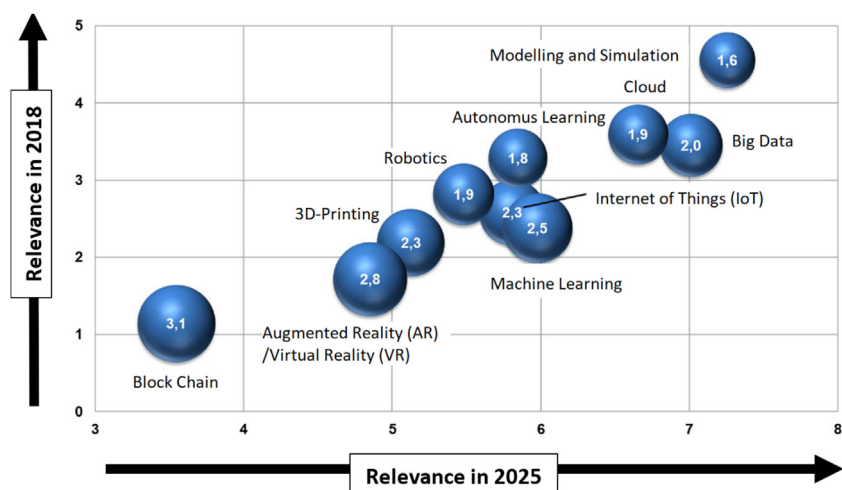 5
Modelling and Simulation
1,6
Cloud
4
Autonomus Learning
1,9
2,0
Big Data
Robotics
1,8
3
1,9
2,3
Internet of Things (IoT)
3D-Printing
2,5
2,3
2
2,8
Machine Learning
3,1
1
Augmented Reality (AR)
/Virtual Reality (VR)
Block Chain
0
3
4
5
6
7
8
Relevance in 2018
Relevance in 2025